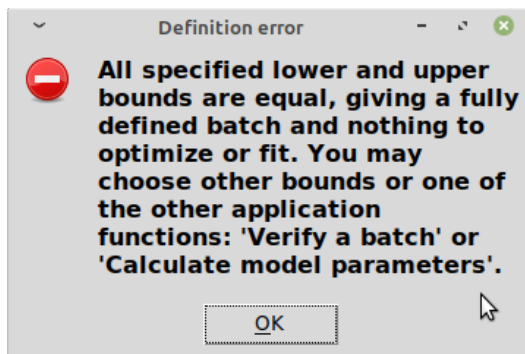 Definition error
All specified lower and upper
bounds are equal, giving a fully
defined batch and nothing to
optimize or fit. You may
choose other bounds or one of
the other application
functions: 'Verify a batch' or
'Calculate model parameters'.
OK